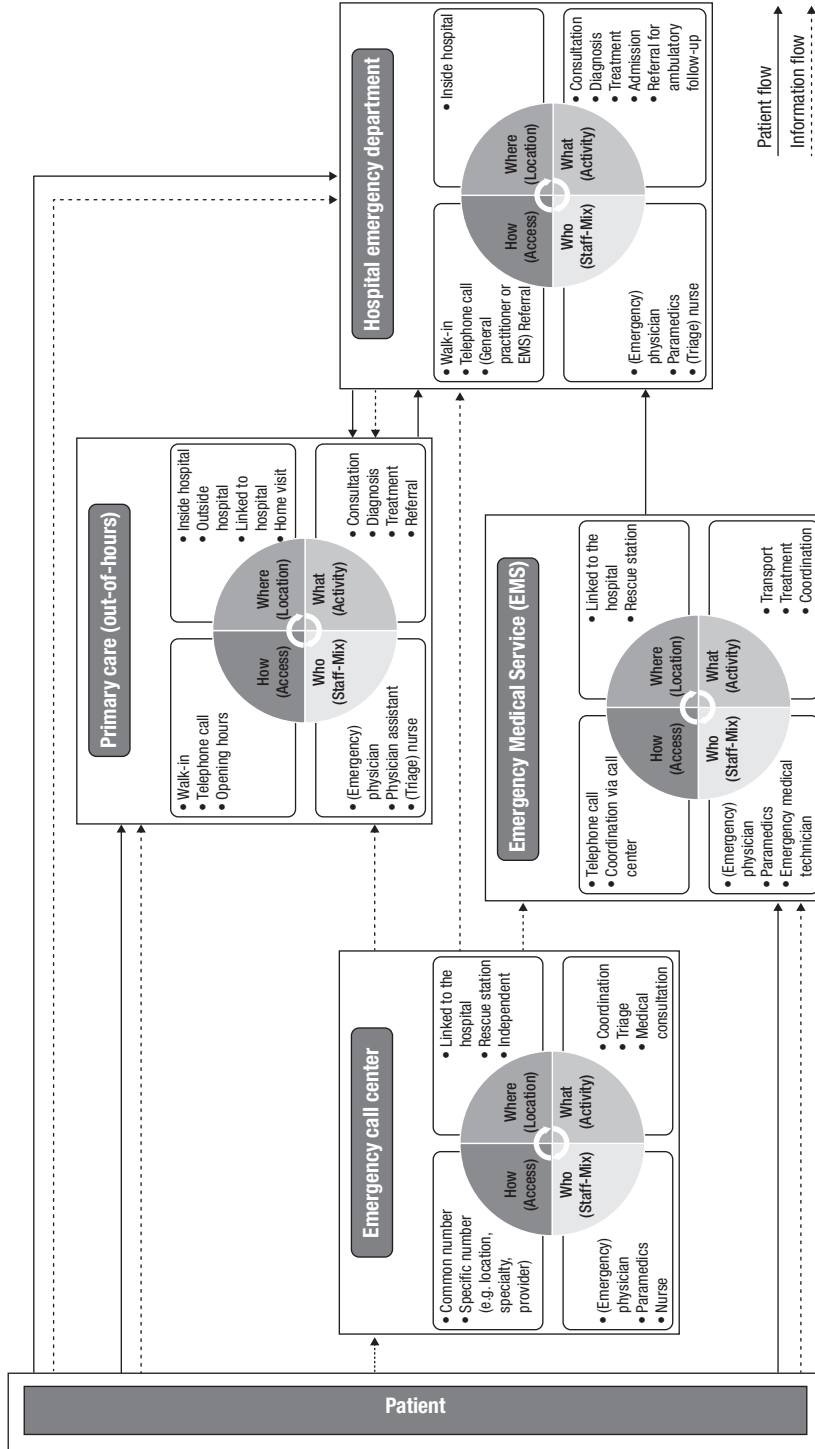 Patient
Emergency call center
How
(Access)
Where
(Location)
Who
(Staff-Mix)
What
(Activity)
• Common number
• Specific number
(e.g. location,
specialty,
provider)
• Linked to the
hospital
• Rescue station
• Independent
• (Emergency)
physician
• Paramedics
• Nurse
• Coordination
• Triage
• Medical
consultation
Primary care (out-of-hours)
How
(Access)
Where
(Location)
Who
(Staff-Mix)
What
(Activity)
• Walk-in
• Telephone call
• Opening hours
• Inside hospital
• Outside
hospital
• Linked to
hospital
• Home visit
• (Emergency)
physician
• Physician assistant
• (Triage) nurse
• Consultation
• Diagnosis
• Treatment
• Referral
Emergency Medical Service (EMS)
How
(Access)
Where
(Location)
Who
(Staff-Mix)
What
(Activity)
• Telephone call
• Coordination via call
center
• Linked to the
hospital
• Rescue station
• (Emergency)
physician
• Paramedics
• Emergency medical
technician
• Transport
• Treatment
• Coordination
Hospital emergency department
How
(Access)
Where
(Location)
Who
(Staff-Mix)
What
(Activity)
• Walk-in
• Telephone call
• (General
practitioner or
EMS) Referral
• Inside hospital
• (Emergency)
physician
• Paramedics
• (Triage) nurse
• Consultation
• Diagnosis
• Treatment
• Admission
• Referral for
ambulatory
follow-up
Patient flow
Information flow